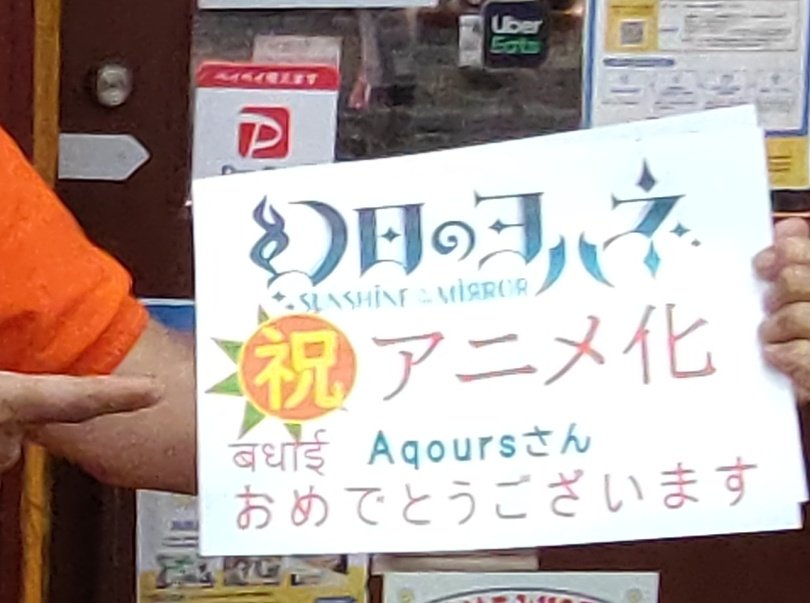 Uber
Eats
ペイペイ使えます
幻日のヨハネ
SUNSHINE in the MIRROR
祝 アニメ化
बधाई Aqoursさん
おめでとうございます